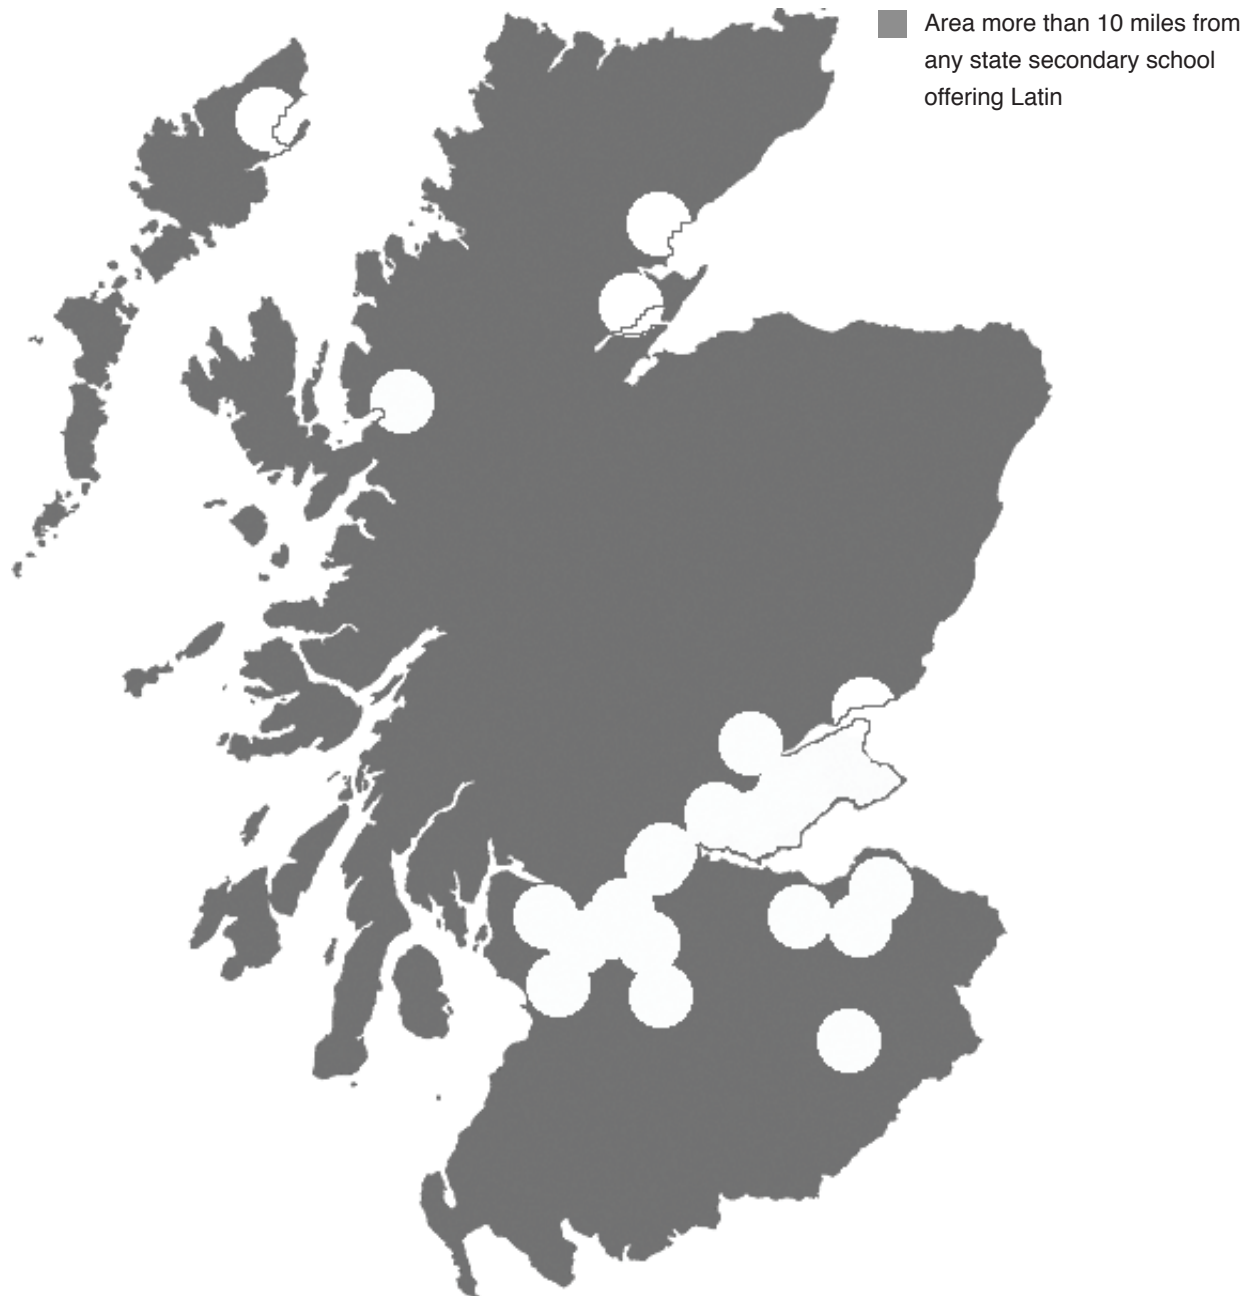 Area more than 10 miles from
any state secondary school
offering Latin